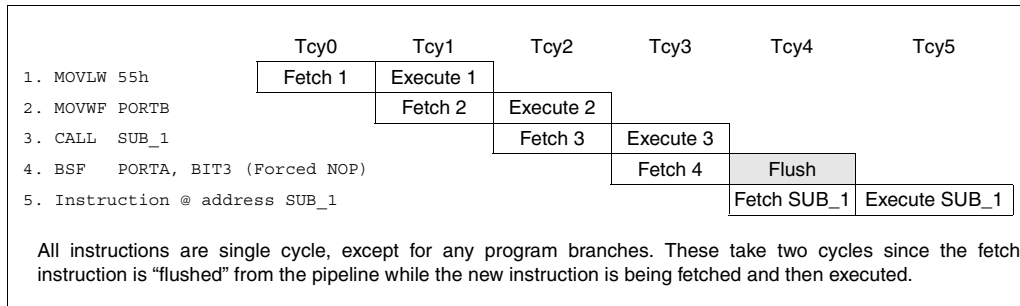 Tcy0 Tcy1 Tcy2 Tcy3 Tcy4 Tcy5
1. MOVLW 55h Fetch 1 Execute 1
2. MOVWF PORTB Fetch 2 Execute 2
3. CALL SUB_1 Fetch 3 Execute 3
4. BSF PORTA, BIT3 (Forced NOP) Fetch 4 Flush
5. Instruction @ address SUB_1 Fetch SUB_1 Execute SUB_1
All instructions are single cycle, except for any program branches. These take two cycles since the fetch
instruction is “flushed” from the pipeline while the new instruction is being fetched and then executed.